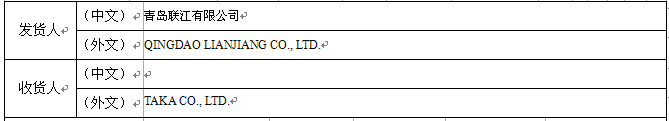 发货人 （中文） 青岛联江有限公司
（外文） QINGDAO LIANJIANG CO., LTD.
收货人 （中文）
（外文） TAKA CO., LTD.